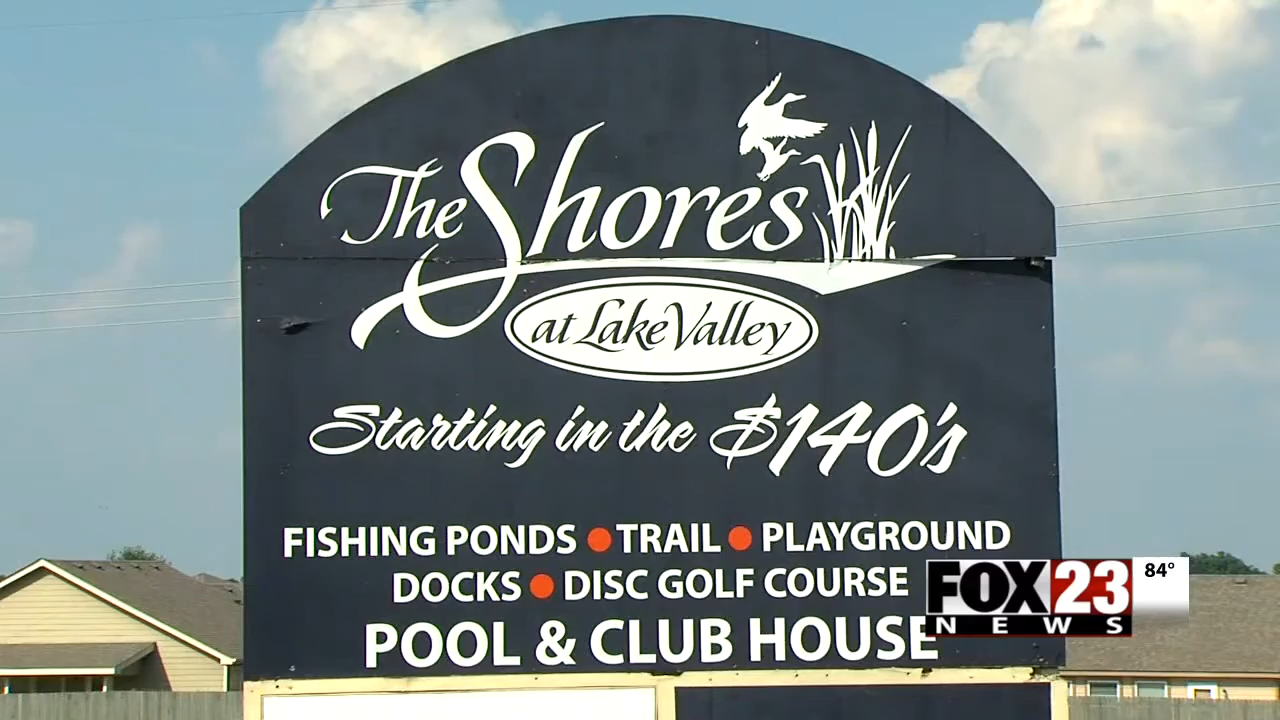 The Shores
at Lake Valley
Starting in the $140's
FISHING PONDS • TRAIL • PLAYGROUND
DOCKS • DISC GOLF COURSE
POOL & CLUB HOUSE
FOX 23
NEWS
84°